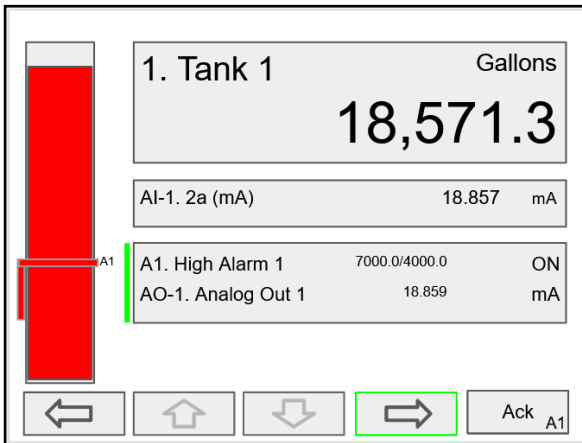 1. Tank 1 Gallons
18,571.3
AI-1. 2a (mA) 18.857 mA
A1
A1. High Alarm 1 7000.0/4000.0 ON
AO-1. Analog Out 1 18.859 mA
Ack A1